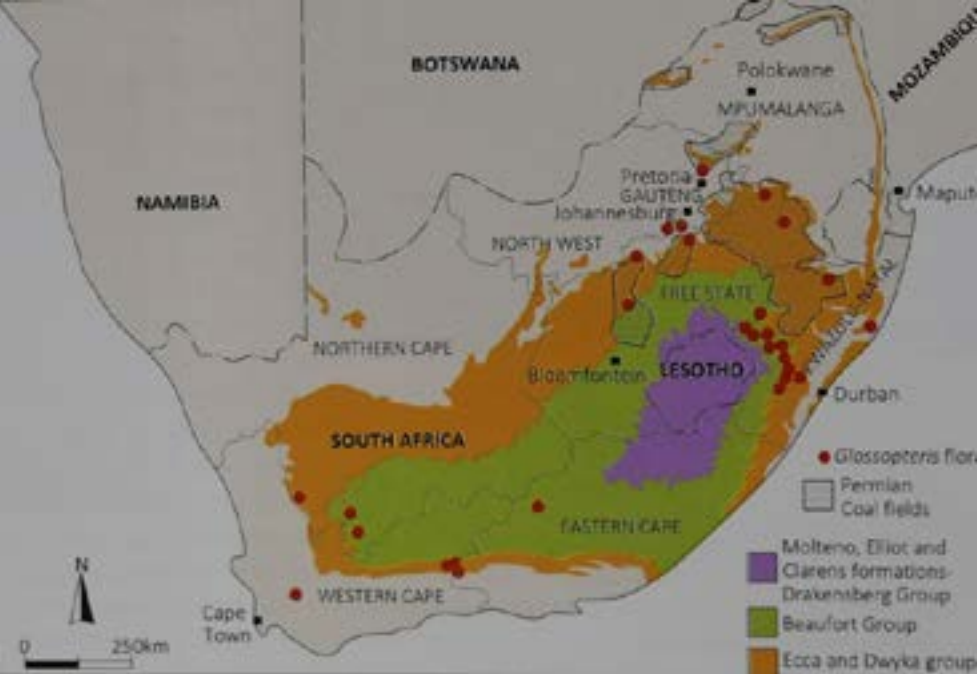 BOTSWANA
MOZAMBIQU
Polokwane
MPUMALANGA
NAMIBIA
Pretoria
GAUTENG
Maput
Johannesburg
NORTH WEST
FREE STATE
KWAZULU-NATAL
NORTHERN CAPE
Bloemfontein
LESOTHO
Durban
SOUTH AFRICA
Glossopteris flora
Permian
Coal fields
EASTERN CAPE
Molteno, Elliot and
Clarens formations-
Drakensberg Group
N
WESTERN CAPE
Cape
Town
Beaufort Group
0 250km
Ecca and Dwyka group